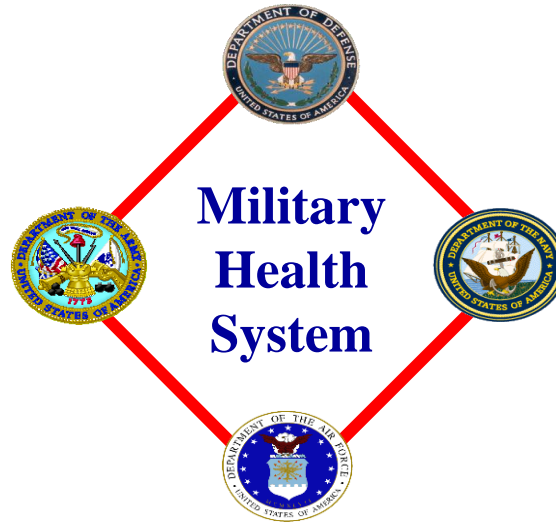 DEPARTMENT OF DEFENSE
UNITED STATES OF AMERICA
Military
Health
System
DEPARTMENT OF THE ARMY
1775
UNITED STATES OF AMERICA
DEPARTMENT OF THE NAVY
UNITED STATES OF AMERICA
DEPARTMENT OF THE AIR FORCE
UNITED STATES OF AMERICA